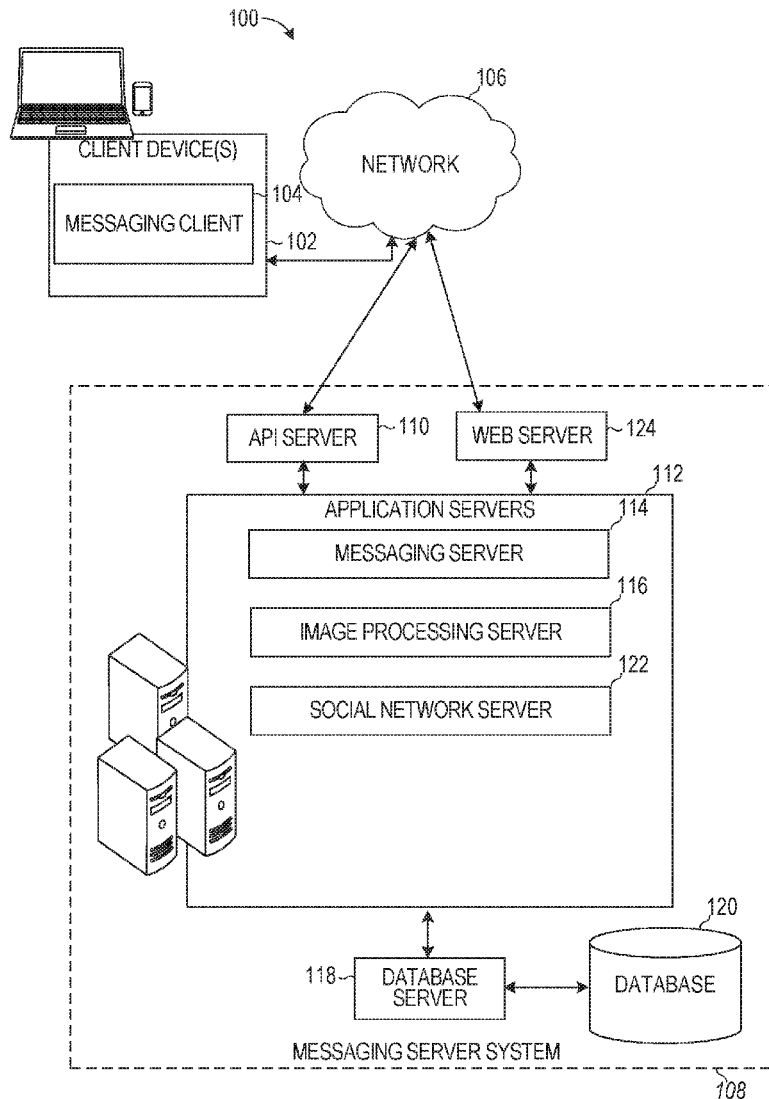 100
106
NETWORK
CLIENT DEVICE(S)
104
MESSAGING CLIENT
102
API SERVER
110
WEB SERVER
124
112
APPLICATION SERVERS
114
MESSAGING SERVER
116
IMAGE PROCESSING SERVER
122
SOCIAL NETWORK SERVER
120
118
DATABASE
SERVER
DATABASE
MESSAGING SERVER SYSTEM
108